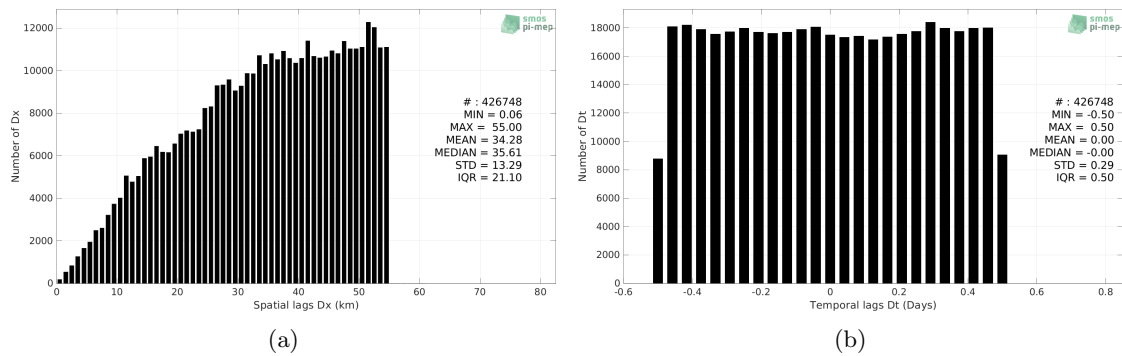 12000
10000
8000
6000
4000
2000
0
Number of Dx
0 10 20 30 40 50 60 70 80
Spatial lags Dx (km)
smos
pi-mep
# : 426748
MIN = 0.06
MAX = 55.00
MEAN = 34.28
MEDIAN = 35.61
STD = 13.29
IQR = 21.10
(a)
18000
16000
14000
12000
10000
8000
6000
4000
2000
0
Number of Dt
-0.6 -0.4 -0.2 0 0.2 0.4 0.6 0.8
Temporal lags Dt (Days)
smos
pi-mep
# : 426748
MIN = -0.50
MAX = 0.50
MEAN = 0.00
MEDIAN = -0.00
STD = 0.29
IQR = 0.50
(b)